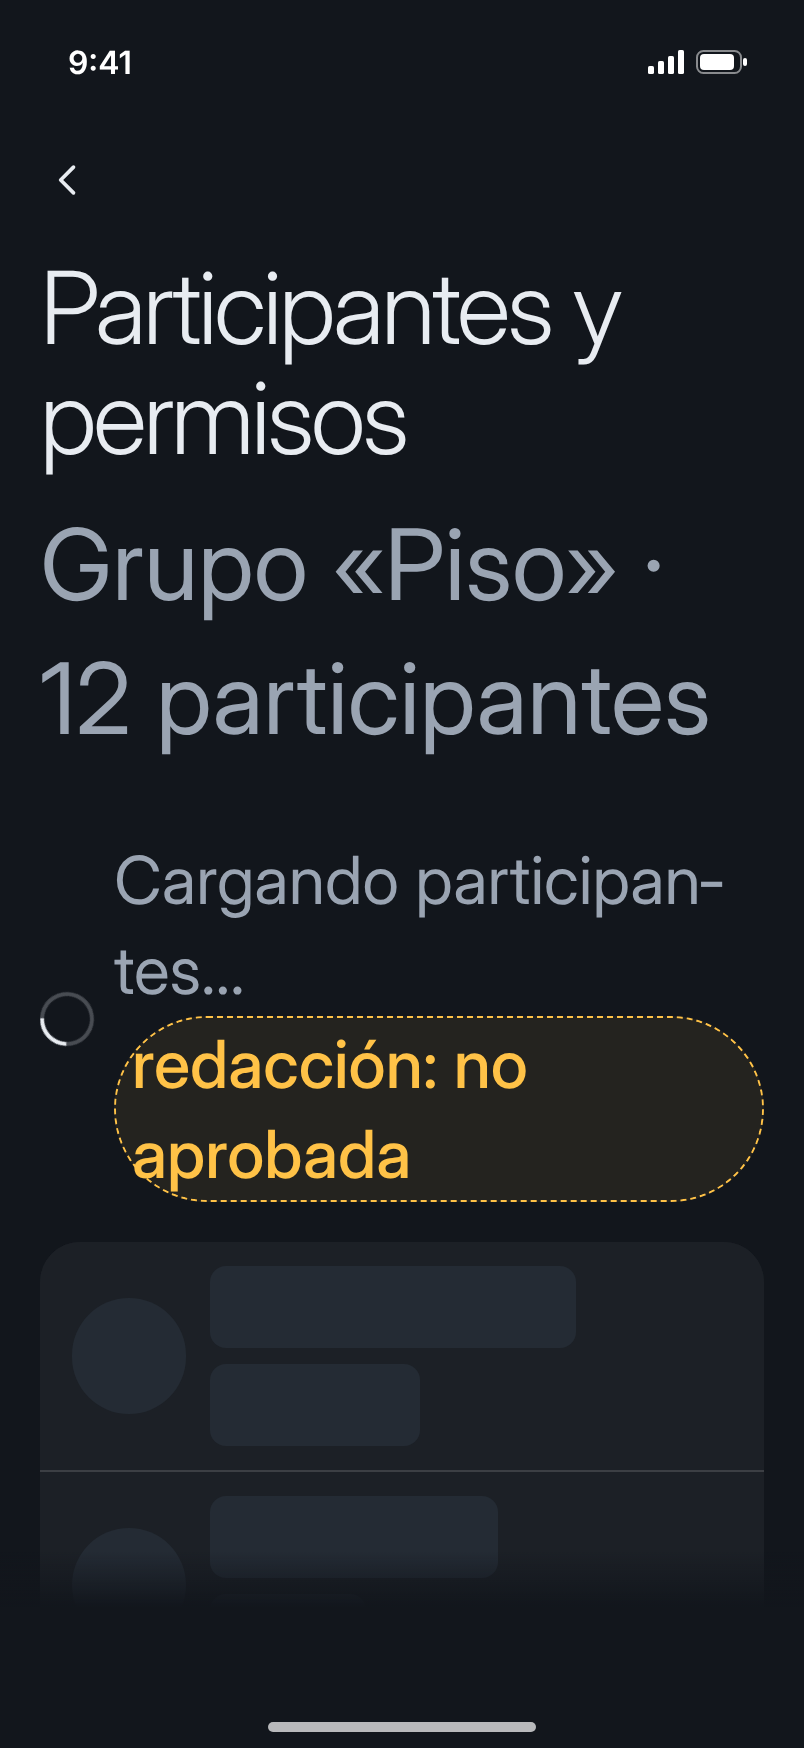 9:41
Participantes y
permisos
Grupo «Piso» ·
12 participantes
Cargando participan-
tes...
redacción: no
aprobada